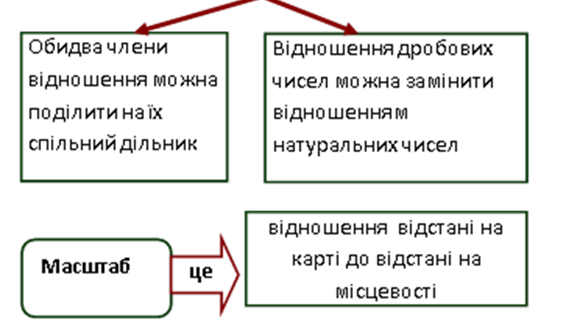 Обидва члени
відношення можна
поділити на їх
спільний дільник
Відношення дробових
чисел можна замінити
відношенням
натуральних чисел
Масштаб
це
відношення відстані на
карті до відстані на
місцевості